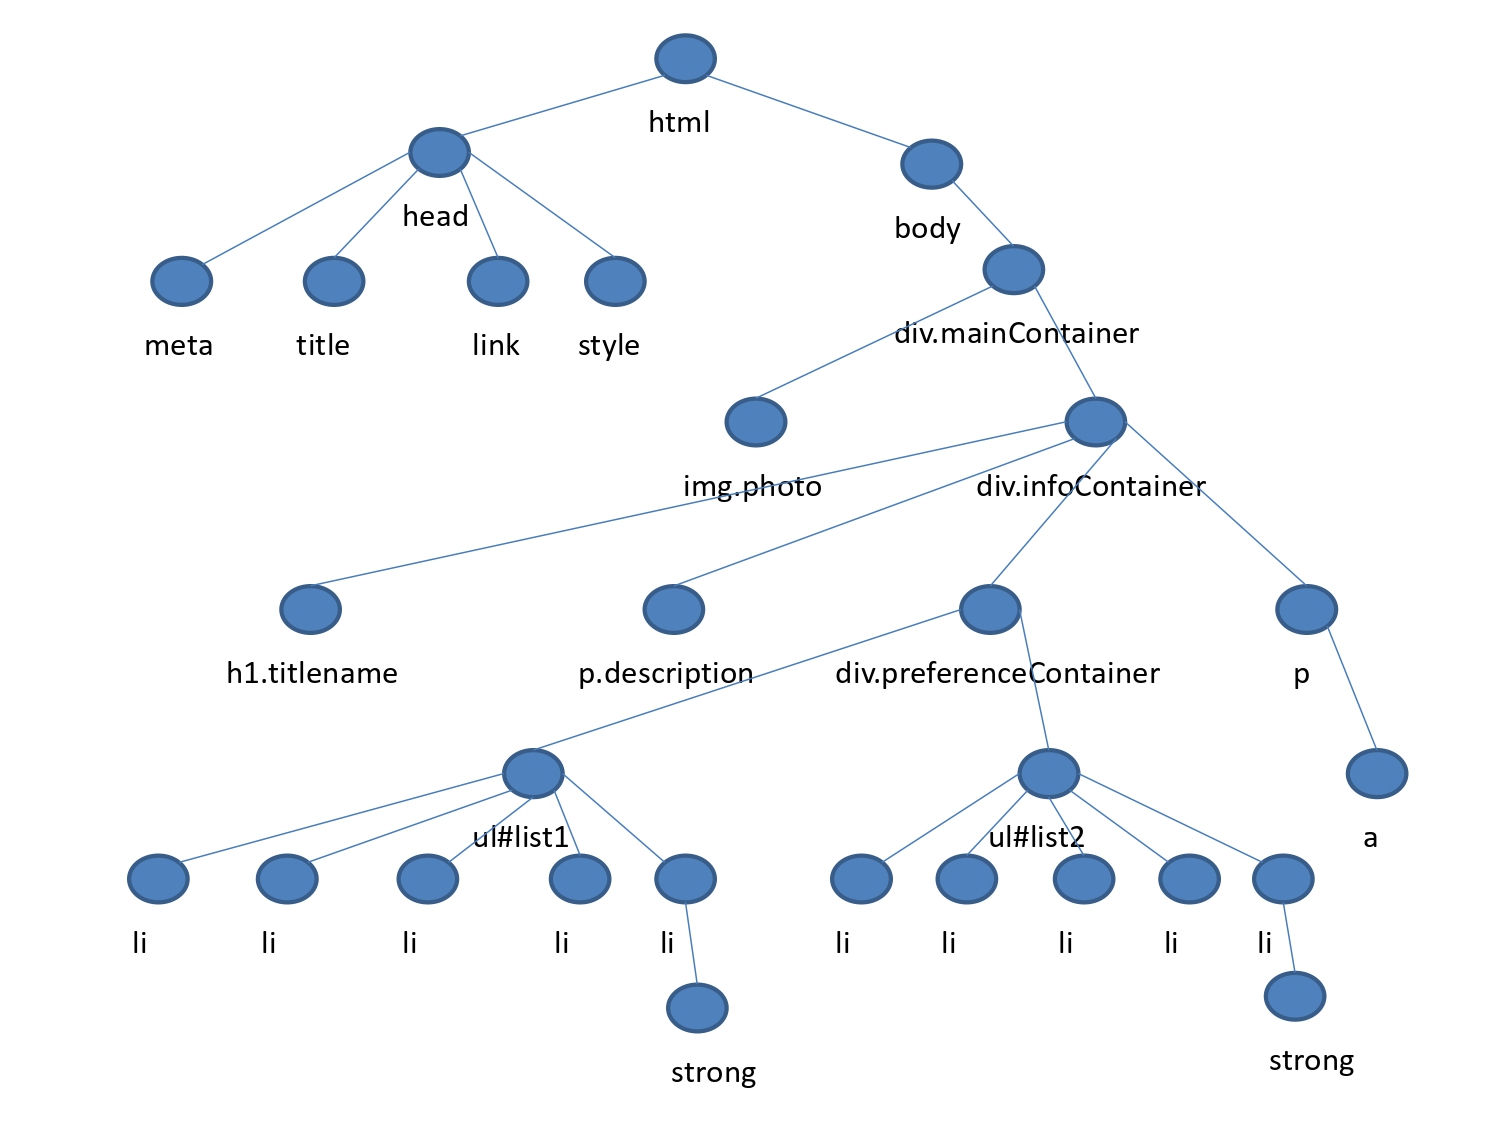 html
head
body
meta
title
link
style
div.mainContainer
img.photo
div.infoContainer
h1.titlename
p.description
div.preferenceContainer
p
ul#list1
ul#list2
a
li
li
li
li
li
li
li
li
li
li
strong
strong